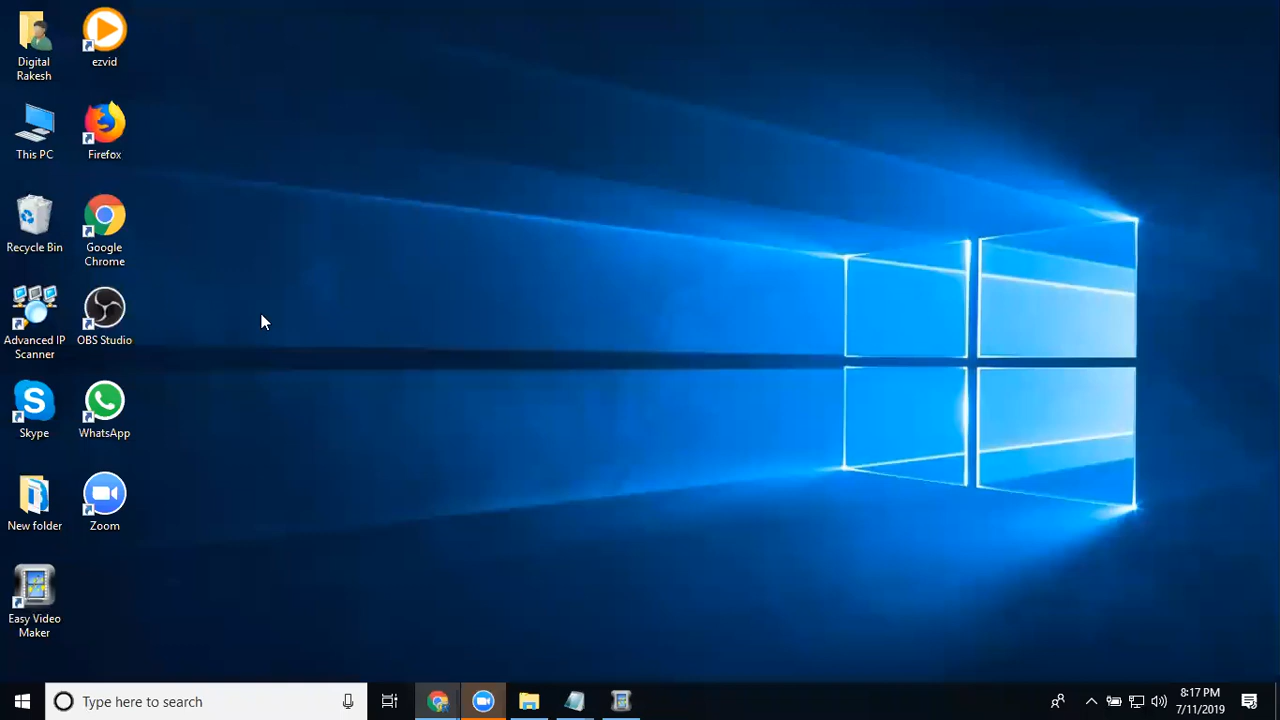 Digital
Rakesh
ezvid
This PC
Firefox
Recycle Bin
Google
Chrome
Advanced IP
Scanner
OBS Studio
Skype
WhatsApp
New folder
Zoom
Easy Video
Maker
Type here to search
8:17 PM
7/11/2019